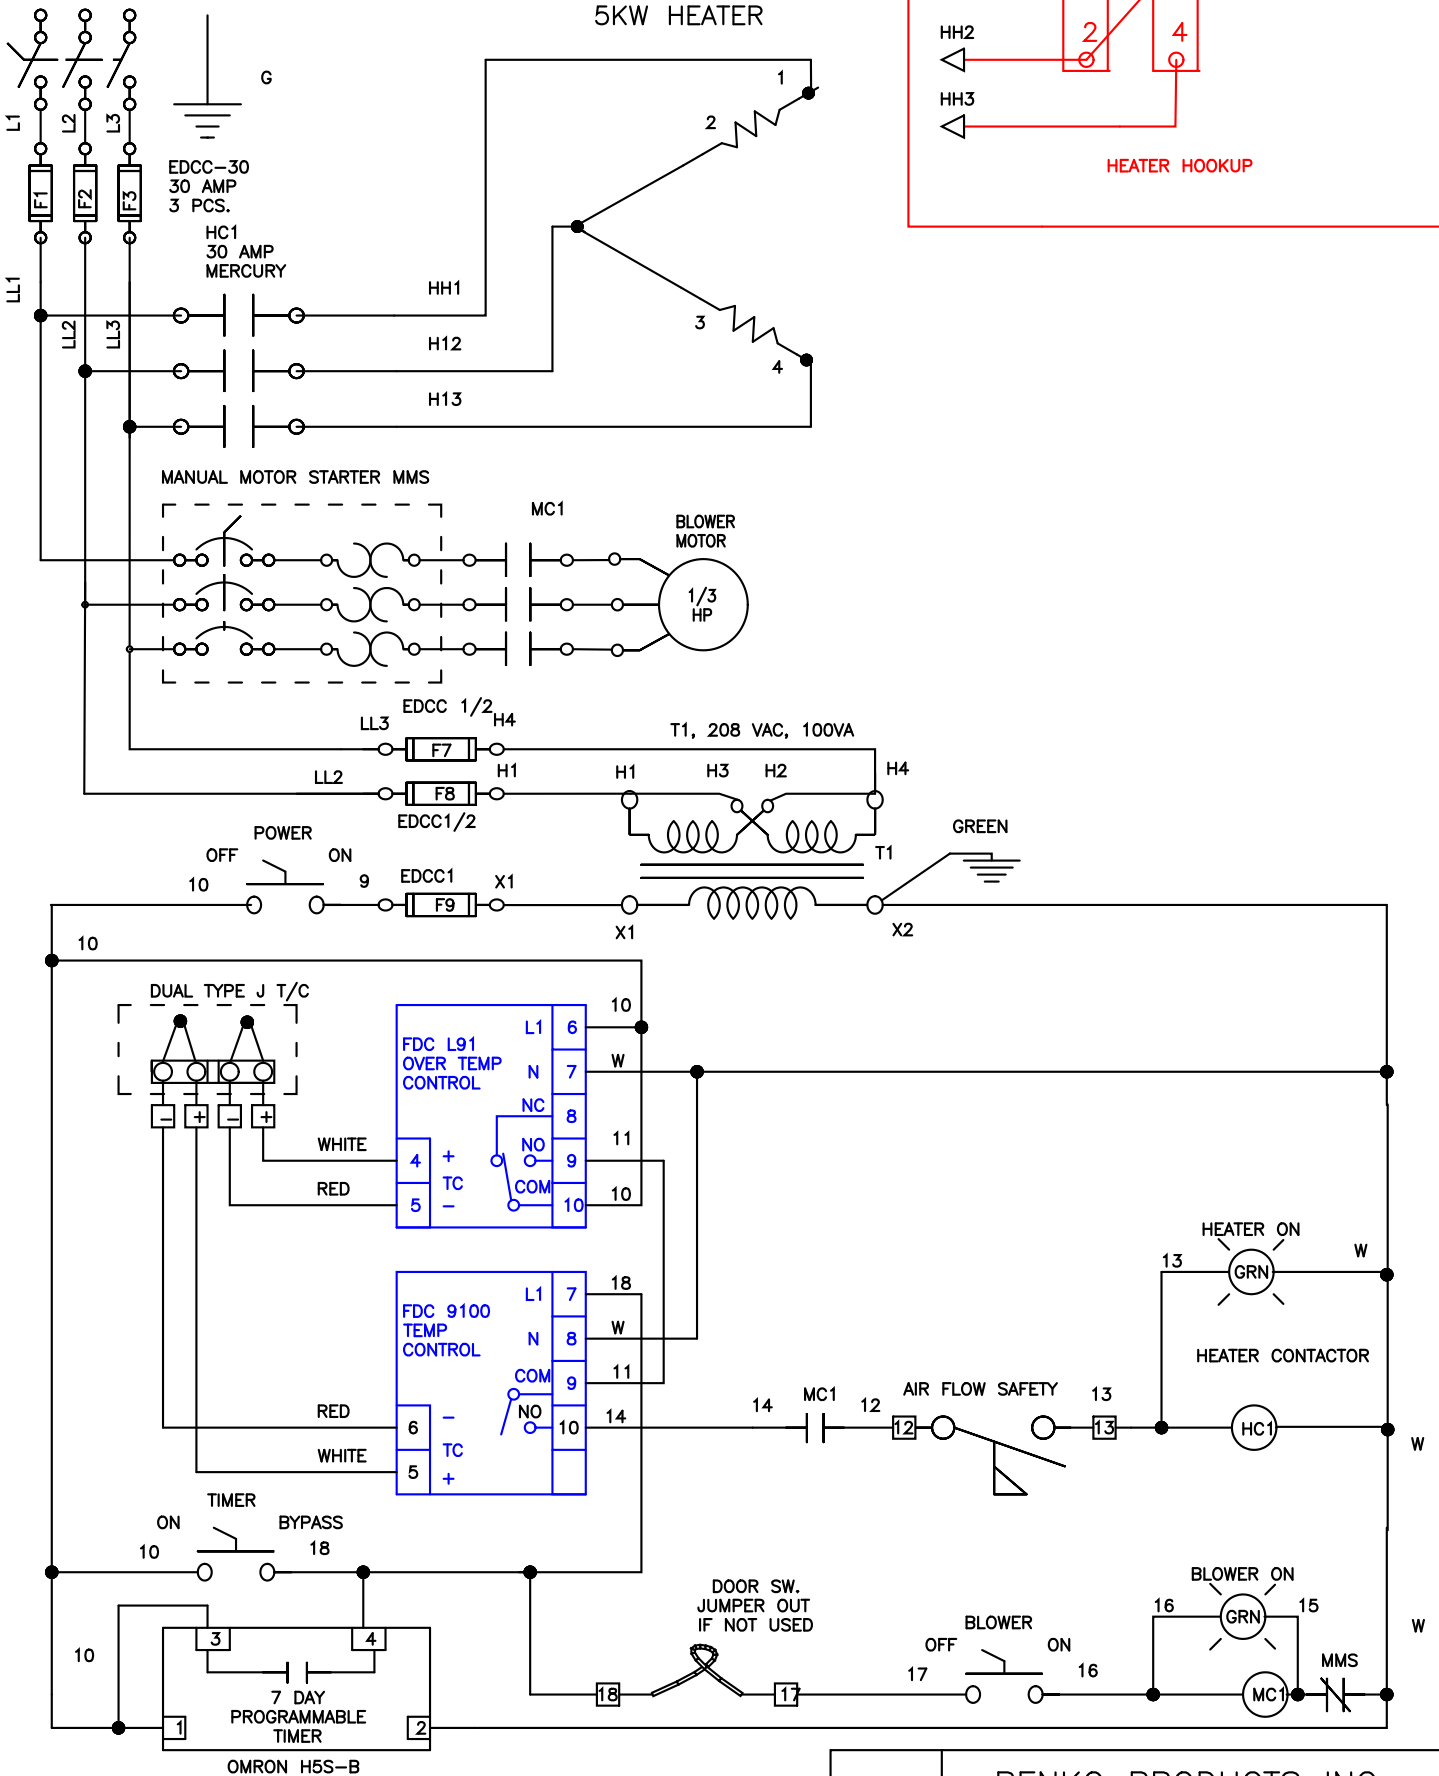 5KW HEATER
HH2
2
4
HH3
HEATER HOOKUP
G
L1
L2
L3
F1
F2
F3
EDCC-30
30 AMP
3 PCS.
HC1
30 AMP
MERCURY
LL1
LL2
LL3
HH1
H12
H13
1
2
3
4
MANUAL MOTOR STARTER MMS
MC1
BLOWER
MOTOR
1/3
HP
EDCC 1/2
LL3
H4
F7
T1, 208 VAC, 100VA
LL2
H1
F8
EDCC1/2
H1
H3
H2
H4
T1
GREEN
POWER
OFF
ON
10
9
EDCC1
X1
F9
X1
X2
10
DUAL TYPE J T/C
- + - +
WHITE
RED
FDC L91
OVER TEMP
CONTROL
L1 6
N 7
NC 8
NO 9
COM 10
4 +
TC
5 -
10
W
11
10
FDC 9100
TEMP
CONTROL
L1 7
N 8
COM 9
NO 10
6 -
TC
5 +
RED
WHITE
18
W
11
14
14
MC1
12
12
AIR FLOW SAFETY
13
13
HEATER ON
13
GRN
W
HEATER CONTACTOR
HC1
W
TIMER
ON
BYPASS
10
18
10
3
4
7 DAY
PROGRAMMABLE
TIMER
1
2
OMRON H5S-B
DOOR SW.
JUMPER OUT
IF NOT USED
18
17
17
BLOWER
OFF
ON
16
BLOWER ON
16
GRN
15
MC1
MMS
W